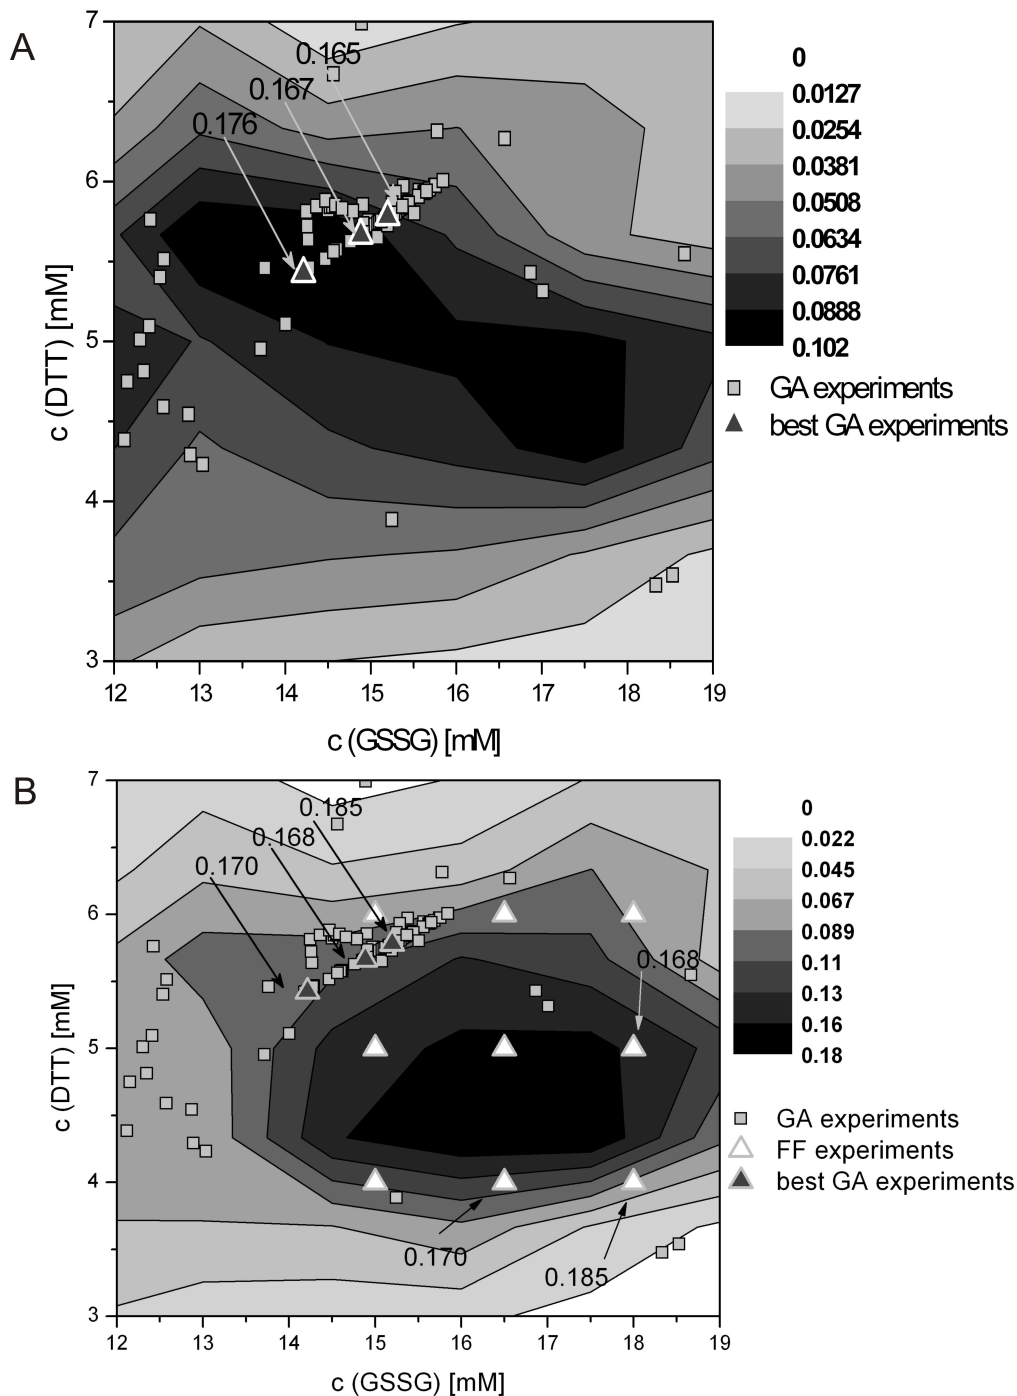 A
7
6
5
4
3
c (DTT) [mM]
0.165
0.167
0.176
12 13 14 15 16 17 18 19
c (GSSG) [mM]
0
0.0127
0.0254
0.0381
0.0508
0.0634
0.0761
0.0888
0.102
GA experiments
best GA experiments
B
7
6
5
4
3
c (DTT) [mM]
0.185
0.168
0.170
0.168
0.170
0.185
12 13 14 15 16 17 18 19
c (GSSG) [mM]
0
0.022
0.045
0.067
0.089
0.11
0.13
0.16
0.18
GA experiments
FF experiments
best GA experiments